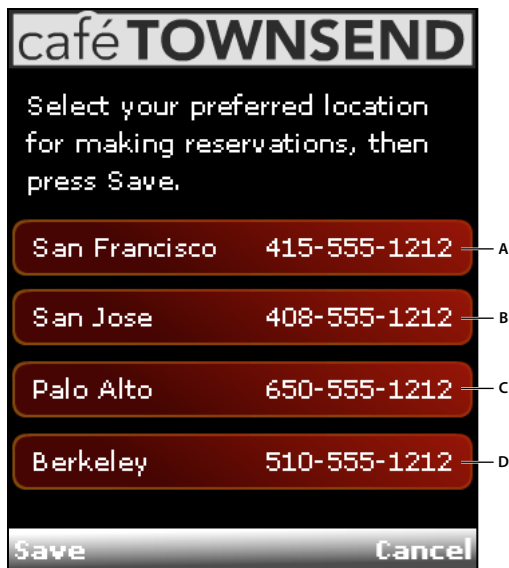 café TOWNSEND
Select your preferred location
for making reservations, then
press Save.
San Francisco 415-555-1212 A
San Jose 408-555-1212 B
Palo Alto 650-555-1212 C
Berkeley 510-555-1212 D
Save Cancel